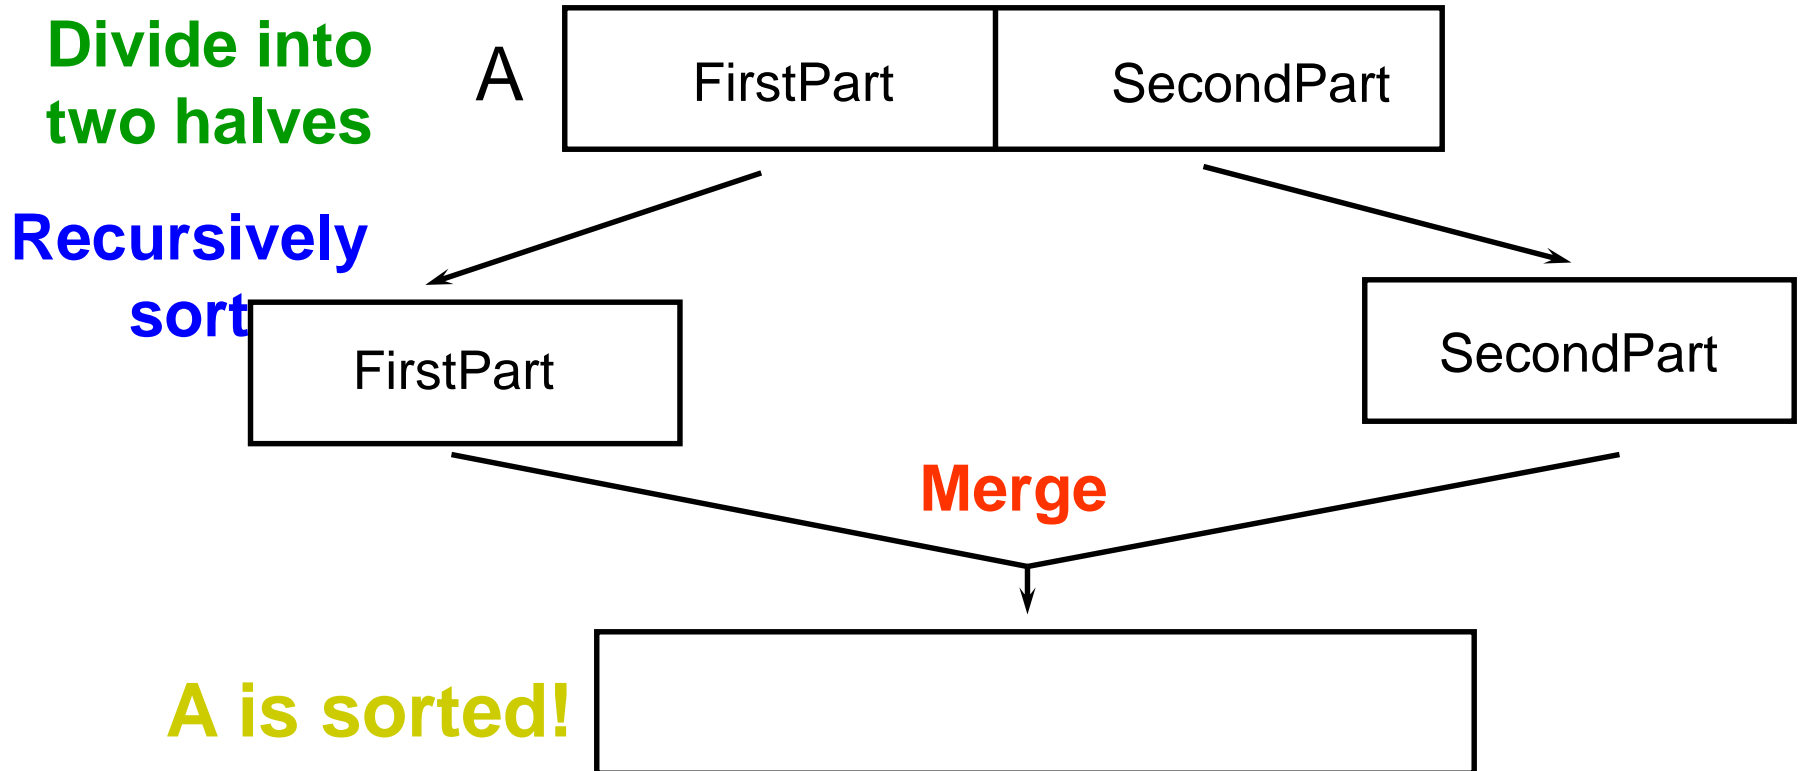 Divide into
two halves
A
FirstPart
SecondPart
Recursively
sort
FirstPart
SecondPart
Merge
A is sorted!